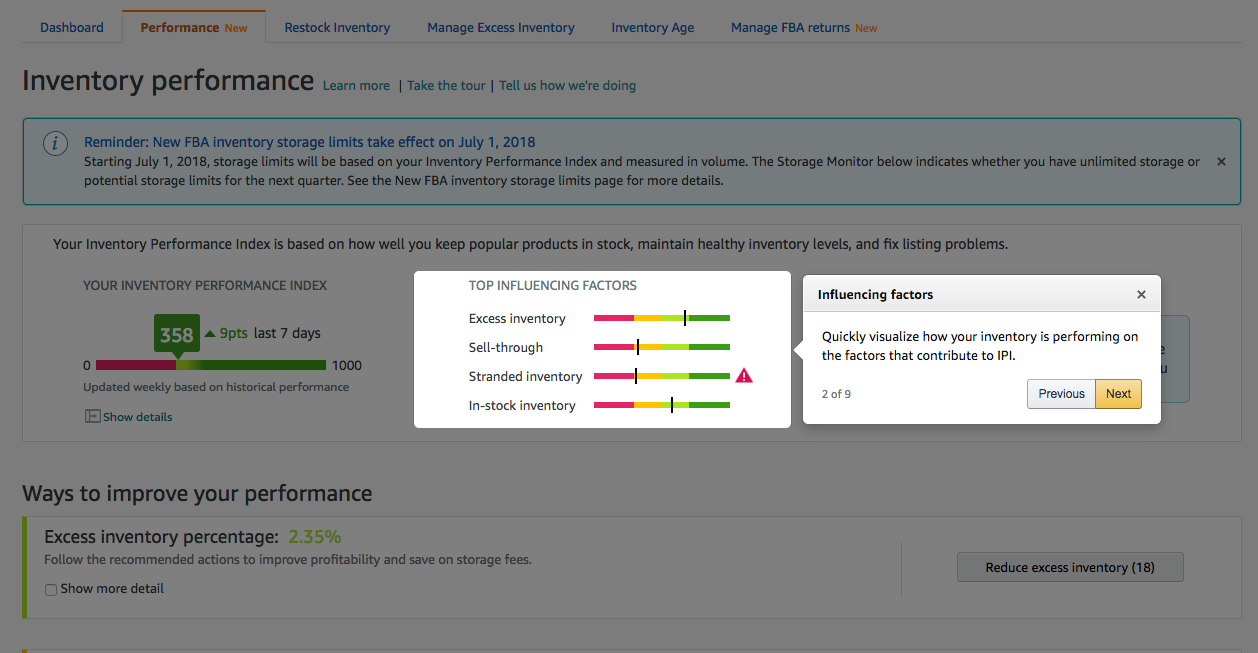 Dashboard Performance New Restock Inventory Manage Excess Inventory Inventory Age Manage FBA returns New
Inventory performance Learn more | Take the tour | Tell us how we're doing
Reminder: New FBA inventory storage limits take effect on July 1, 2018
Starting July 1, 2018, storage limits will be based on your Inventory Performance Index and measured in volume. The Storage Monitor below indicates whether you have unlimited storage or
potential storage limits for the next quarter. See the New FBA inventory storage limits page for more details.
Your Inventory Performance Index is based on how well you keep popular products in stock, maintain healthy inventory levels, and fix listing problems.
YOUR INVENTORY PERFORMANCE INDEX
358 9pts last 7 days
0 1000
Updated weekly based on historical performance
Show details
TOP INFLUENCING FACTORS
Excess inventory
Sell-through
Stranded inventory
In-stock inventory
Influencing factors
Quickly visualize how your inventory is performing on
the factors that contribute to IPI.
2 of 9 Previous Next
Ways to improve your performance
Excess inventory percentage: 2.35%
Follow the recommended actions to improve profitability and save on storage fees.
Show more detail
Reduce excess inventory (18)